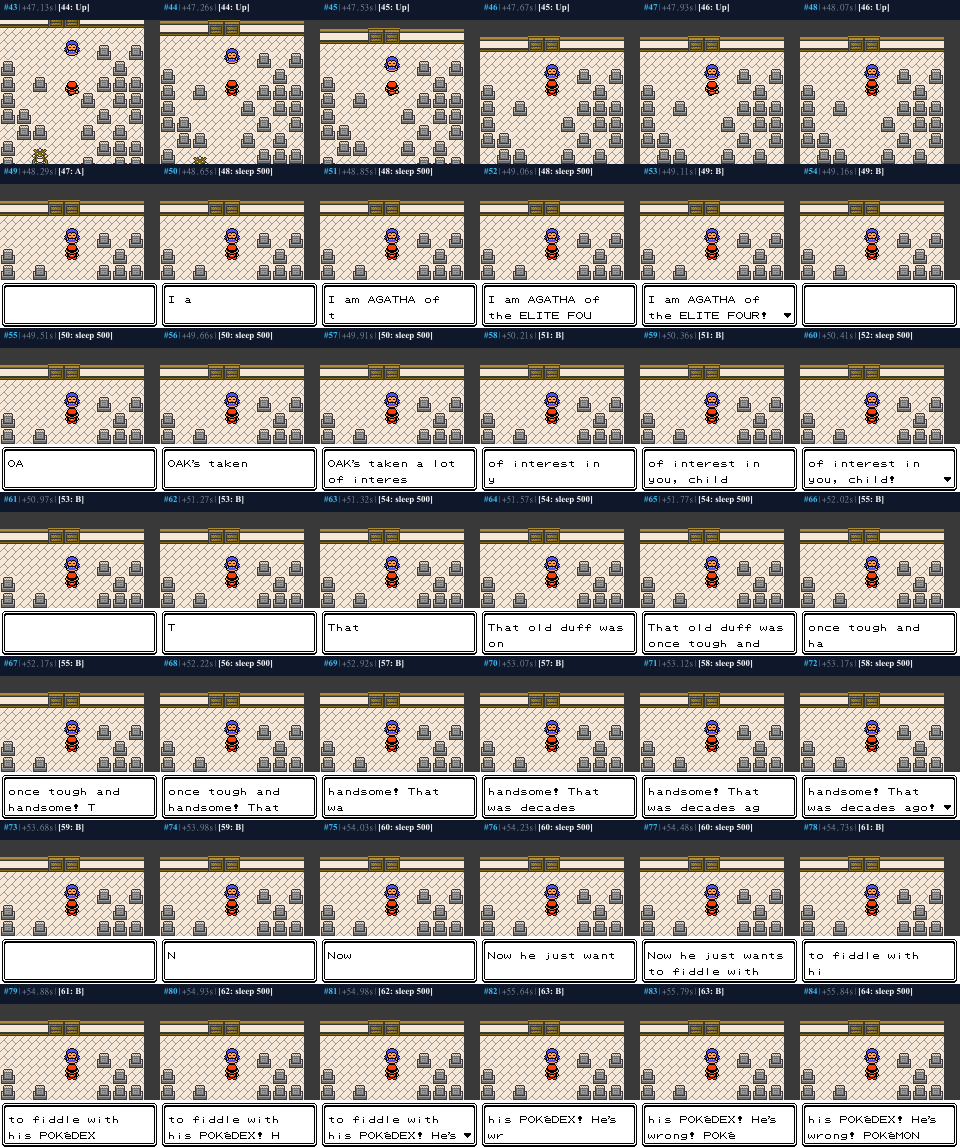 #43|+47.13s| [44: Up]
#44|+47.26s| [44: Up]
#45|+47.53s| [45: Up]
#46|+47.67s| [45: Up]
#47|+47.93s| [46: Up]
#48|+48.07s| [46: Up]
#49|+48.29s| [47: A]
#50|+48.65s| [48: sleep 500]
#51|+48.85s| [48: sleep 500]
#52|+49.06s| [48: sleep 500]
#53|+49.11s| [49: B]
#54|+49.16s| [49: B]
I a
I am AGATHA of
t
I am AGATHA of
the ELITE FOU
I am AGATHA of
the ELITE FOUR!
#55|+49.51s| [50: sleep 500]
#56|+49.66s| [50: sleep 500]
#57|+49.91s| [50: sleep 500]
#58|+50.21s| [51: B]
#59|+50.36s| [51: B]
#60|+50.41s| [52: sleep 500]
OA
OAK's taken
OAK's taken a lot
of interes
of interest in
y
of interest in
you, child
of interest in
you, child!
#61|+50.97s| [53: B]
#62|+51.27s| [53: B]
#63|+51.32s| [54: sleep 500]
#64|+51.57s| [54: sleep 500]
#65|+51.77s| [54: sleep 500]
#66|+52.02s| [55: B]
T
That
That old duff was
on
That old duff was
once tough and
once tough and
ha
#67|+52.17s| [55: B]
#68|+52.22s| [56: sleep 500]
#69|+52.92s| [57: B]
#70|+53.07s| [57: B]
#71|+53.12s| [58: sleep 500]
#72|+53.17s| [58: sleep 500]
once tough and
handsome! T
once tough and
handsome! That
handsome! That
wa
handsome! That
was decades
handsome! That
was decades ag
handsome! That
was decades ago!
#73|+53.68s| [59: B]
#74|+53.98s| [59: B]
#75|+54.03s| [60: sleep 500]
#76|+54.23s| [60: sleep 500]
#77|+54.48s| [60: sleep 500]
#78|+54.73s| [61: B]
N
Now
Now he just want
Now he just wants
to fiddle with
to fiddle with
hi
#79|+54.88s| [61: B]
#80|+54.93s| [62: sleep 500]
#81|+54.98s| [62: sleep 500]
#82|+55.64s| [63: B]
#83|+55.79s| [63: B]
#84|+55.84s| [64: sleep 500]
to fiddle with
his POKéDEX
to fiddle with
his POKéDEX! H
to fiddle with
his POKéDEX! He's
his POKéDEX! He's
wr
his POKéDEX! He's
wrong! POKé
his POKéDEX! He's
wrong! POKéMON